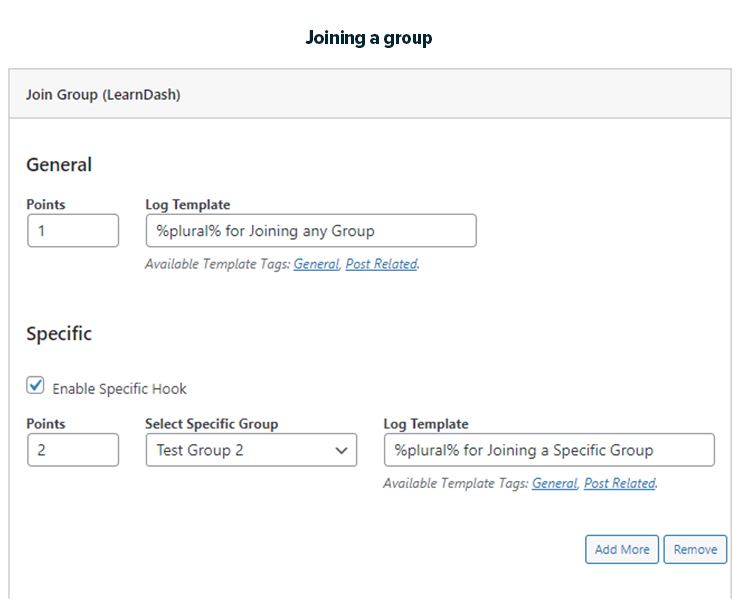 Joining a group
Join Group (LearnDash)
General
Points Log Template
1 %plural% for Joining any Group
Available Template Tags: General, Post Related.
Specific
Enable Specific Hook
Points Select Specific Group Log Template
2 Test Group 2 %plural% for Joining a Specific Group
Available Template Tags: General, Post Related.
Add More Remove